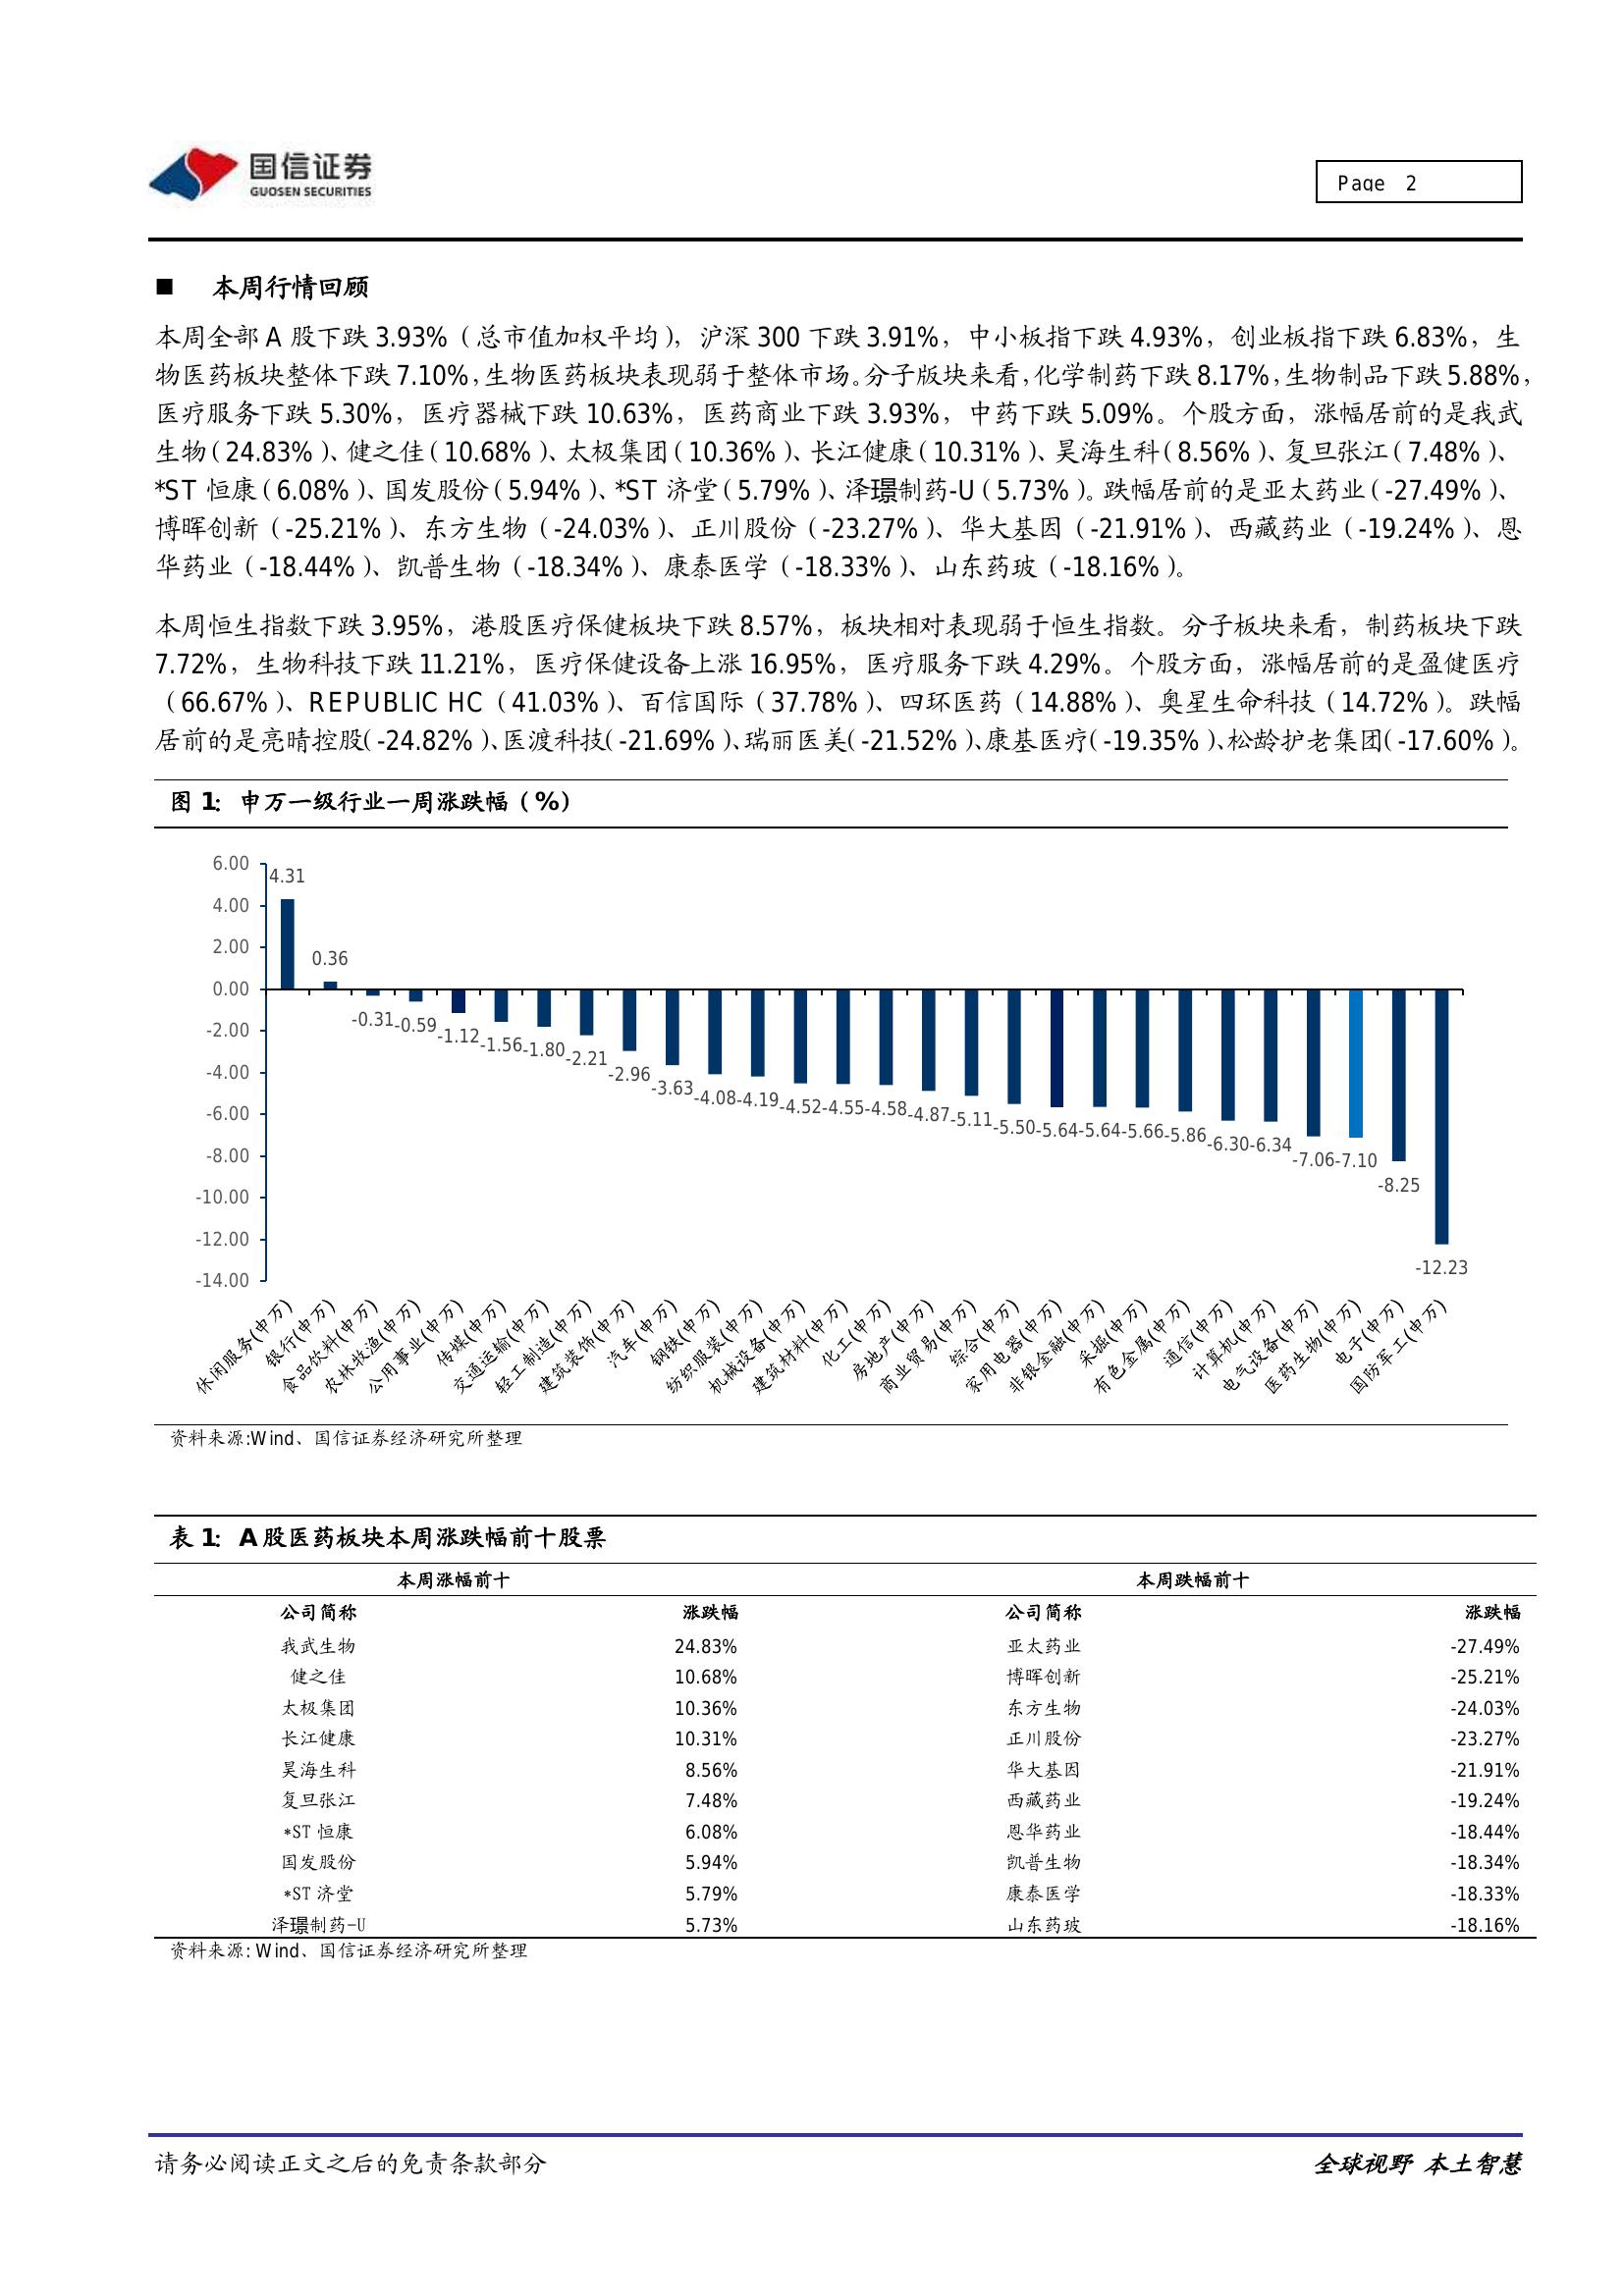 国信证券
GUOSEN SECURITIES
Page 2
■ 本周行情回顾
本周全部 A 股下跌 3.93%（总市值加权平均），沪深 300 下跌 3.91%，中小板指下跌 4.93%，创业板指下跌 6.83%，生
物医药板块整体下跌 7.10%，生物医药板块表现弱于整体市场。分子版块来看，化学制药下跌 8.17%，生物制品下跌 5.88%，
医疗服务下跌 5.30%，医疗器械下跌 10.63%，医药商业下跌 3.93%，中药下跌 5.09%。个股方面，涨幅居前的是我武
生物（24.83%）、健之佳（10.68%）、太极集团（10.36%）、长江健康（10.31%）、昊海生科（8.56%）、复旦张江（7.48%）、
*ST 恒康（6.08%）、国发股份（5.94%）、*ST 济堂（5.79%）、泽璟制药-U（5.73%）。跌幅居前的是亚太药业（-27.49%）、
博晖创新（-25.21%）、东方生物（-24.03%）、正川股份（-23.27%）、华大基因（-21.91%）、西藏药业（-19.24%）、恩
华药业（-18.44%）、凯普生物（-18.34%）、康泰医学（-18.33%）、山东药玻（-18.16%）。
本周恒生指数下跌 3.95%，港股医疗保健板块下跌 8.57%，板块相对表现弱于恒生指数。分子板块来看，制药板块下跌
7.72%，生物科技下跌 11.21%，医疗保健设备上涨 16.95%，医疗服务下跌 4.29%。个股方面，涨幅居前的是盈健医疗
（66.67%）、REPUBLIC HC（41.03%）、百信国际（37.78%）、四环医药（14.88%）、奥星生命科技（14.72%）。跌幅
居前的是亮晴控股（-24.82%）、医渡科技（-21.69%）、瑞丽医美（-21.52%）、康基医疗（-19.35%）、松龄护老集团（-17.60%）。
图 1：申万一级行业一周涨跌幅（%）
6.00
4.00
2.00
0.00
-2.00
-4.00
-6.00
-8.00
-10.00
-12.00
-14.00
4.31 0.36 -0.31 -0.59 -1.12 -1.56 -1.80 -2.21 -2.96 -3.63 -4.08 -4.19 -4.52 -4.55 -4.58 -4.87 -5.11 -5.50 -5.64 -5.64 -5.66 -5.86 -6.30 -6.34 -7.06 -7.10 -8.25 -12.23
休闲服务(申万)
银行(申万)
食品饮料(申万)
农林牧渔(申万)
公用事业(申万)
传媒(申万)
交通运输(申万)
轻工制造(申万)
建筑装饰(申万)
汽车(申万)
钢铁(申万)
纺织服装(申万)
机械设备(申万)
建筑材料(申万)
化工(申万)
房地产(申万)
商业贸易(申万)
综合(申万)
家用电器(申万)
非银金融(申万)
采掘(申万)
有色金属(申万)
通信(申万)
计算机(申万)
电气设备(申万)
医药生物(申万)
电子(申万)
国防军工(申万)
资料来源:Wind、国信证券经济研究所整理
表 1：A 股医药板块本周涨跌幅前十股票
本周涨幅前十 本周跌幅前十
公司简称 涨跌幅 公司简称 涨跌幅
我武生物 24.83% 亚太药业 -27.49%
健之佳 10.68% 博晖创新 -25.21%
太极集团 10.36% 东方生物 -24.03%
长江健康 10.31% 正川股份 -23.27%
昊海生科 8.56% 华大基因 -21.91%
复旦张江 7.48% 西藏药业 -19.24%
*ST 恒康 6.08% 恩华药业 -18.44%
国发股份 5.94% 凯普生物 -18.34%
*ST 济堂 5.79% 康泰医学 -18.33%
泽璟制药-U 5.73% 山东药玻 -18.16%
资料来源: Wind、国信证券经济研究所整理
请务必阅读正文之后的免责条款部分 全球视野 本土智慧